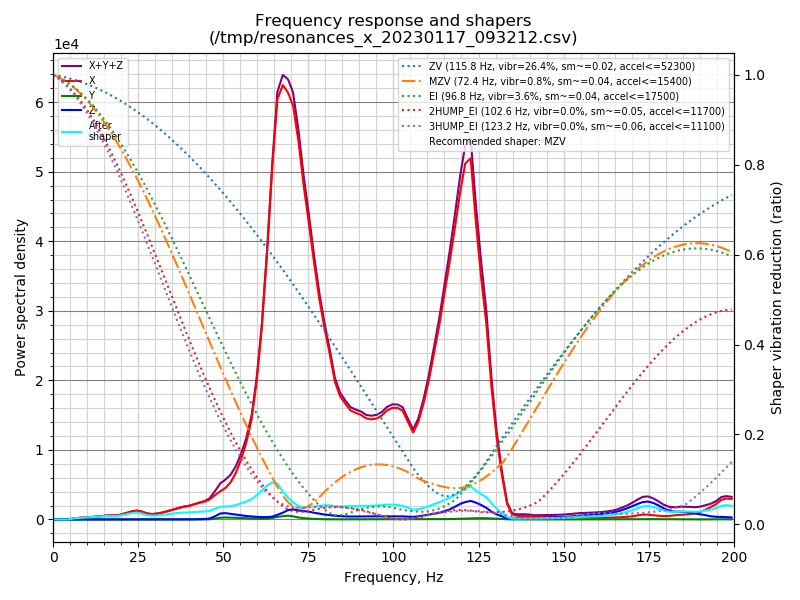 Frequency response and shapers
(/tmp/resonances_x_20230117_093212.csv)
1e4
X+Y+Z
X
Y
Z
After
shaper
ZV (115.8 Hz, vibr=26.4%, sm~=0.02, accel<=52300)
MZV (72.4 Hz, vibr=0.8%, sm~=0.04, accel<=15400)
EI (96.8 Hz, vibr=3.6%, sm~=0.04, accel<=17500)
2HUMP_EI (102.6 Hz, vibr=0.0%, sm~=0.05, accel<=11700)
3HUMP_EI (123.2 Hz, vibr=0.0%, sm~=0.06, accel<=11100)
Recommended shaper: MZV
Power spectral density
6
5
4
3
2
1
0
1.0
0.8
0.6
0.4
0.2
0.0
Shaper vibration reduction (ratio)
0
25
50
75
100
125
150
175
200
Frequency, Hz